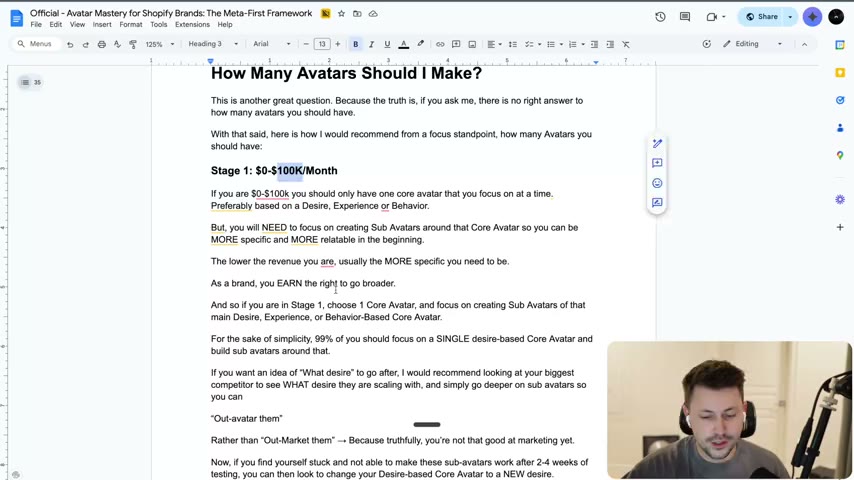 Official - Avatar Mastery for Shopify Brands: The Meta-First Framework
File Edit View Insert Format Tools Extensions Help
Share
Menus 125% Heading 3 Arial 13 B I U A Editing
1 1 2 3 4 5 6 7
35
How Many Avatars Should I Make?
This is another great question. Because the truth is, if you ask me, there is no right answer to
how many avatars you should have.
With that said, here is how I would recommend from a focus standpoint, how many Avatars you
should have:
Stage 1: $0-$100K/Month
If you are $0-$100k you should only have one core avatar that you focus on at a time.
Preferably based on a Desire, Experience or Behavior.
But, you will NEED to focus on creating Sub Avatars around that Core Avatar so you can be
MORE specific and MORE relatable in the beginning.
The lower the revenue you are, usually the MORE specific you need to be.
As a brand, you EARN the right to go broader.
And so if you are in Stage 1, choose 1 Core Avatar, and focus on creating Sub Avatars of that
main Desire, Experience, or Behavior-Based Core Avatar.
For the sake of simplicity, 99% of you should focus on a SINGLE desire-based Core Avatar and
build sub avatars around that.
If you want an idea of “What desire” to go after, I would recommend looking at your biggest
competitor to see WHAT desire they are scaling with, and simply go deeper on sub avatars so
you can
“Out-avatar them”
Rather than “Out-Market them” → Because truthfully, you’re not that good at marketing yet.
Now, if you find yourself stuck and not able to make these sub-avatars work after 2-4 weeks of
testing, you can then look to change your Desire-based Core Avatar to a NEW desire.